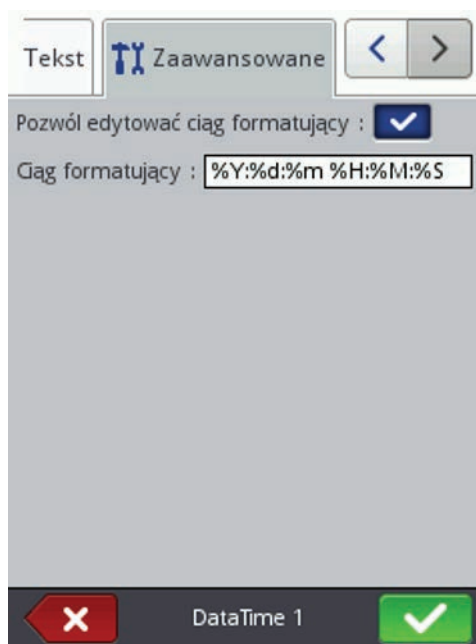 Tekst Zaawansowane
Pozwól edytować ciąg formatujący :
Ciąg formatujący : %Y:%d:%m %H:%M:%S
DataTime 1